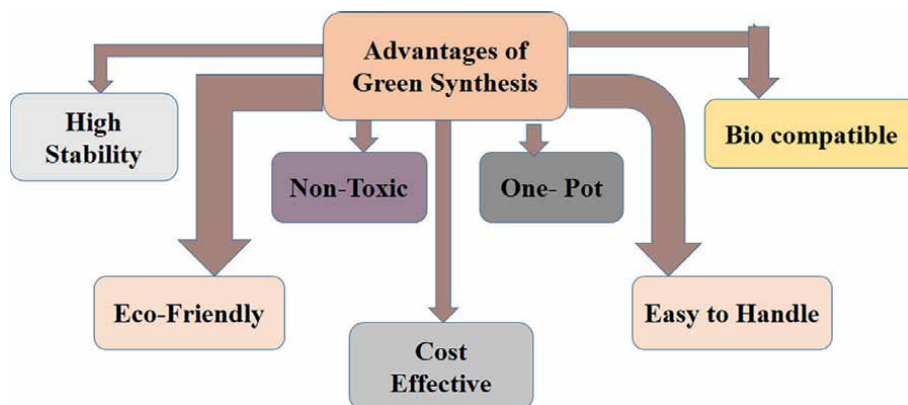 Advantages of
Green Synthesis
High
Stability
Non-Toxic
One- Pot
Bio compatible
Eco-Friendly
Easy to Handle
Cost
Effective